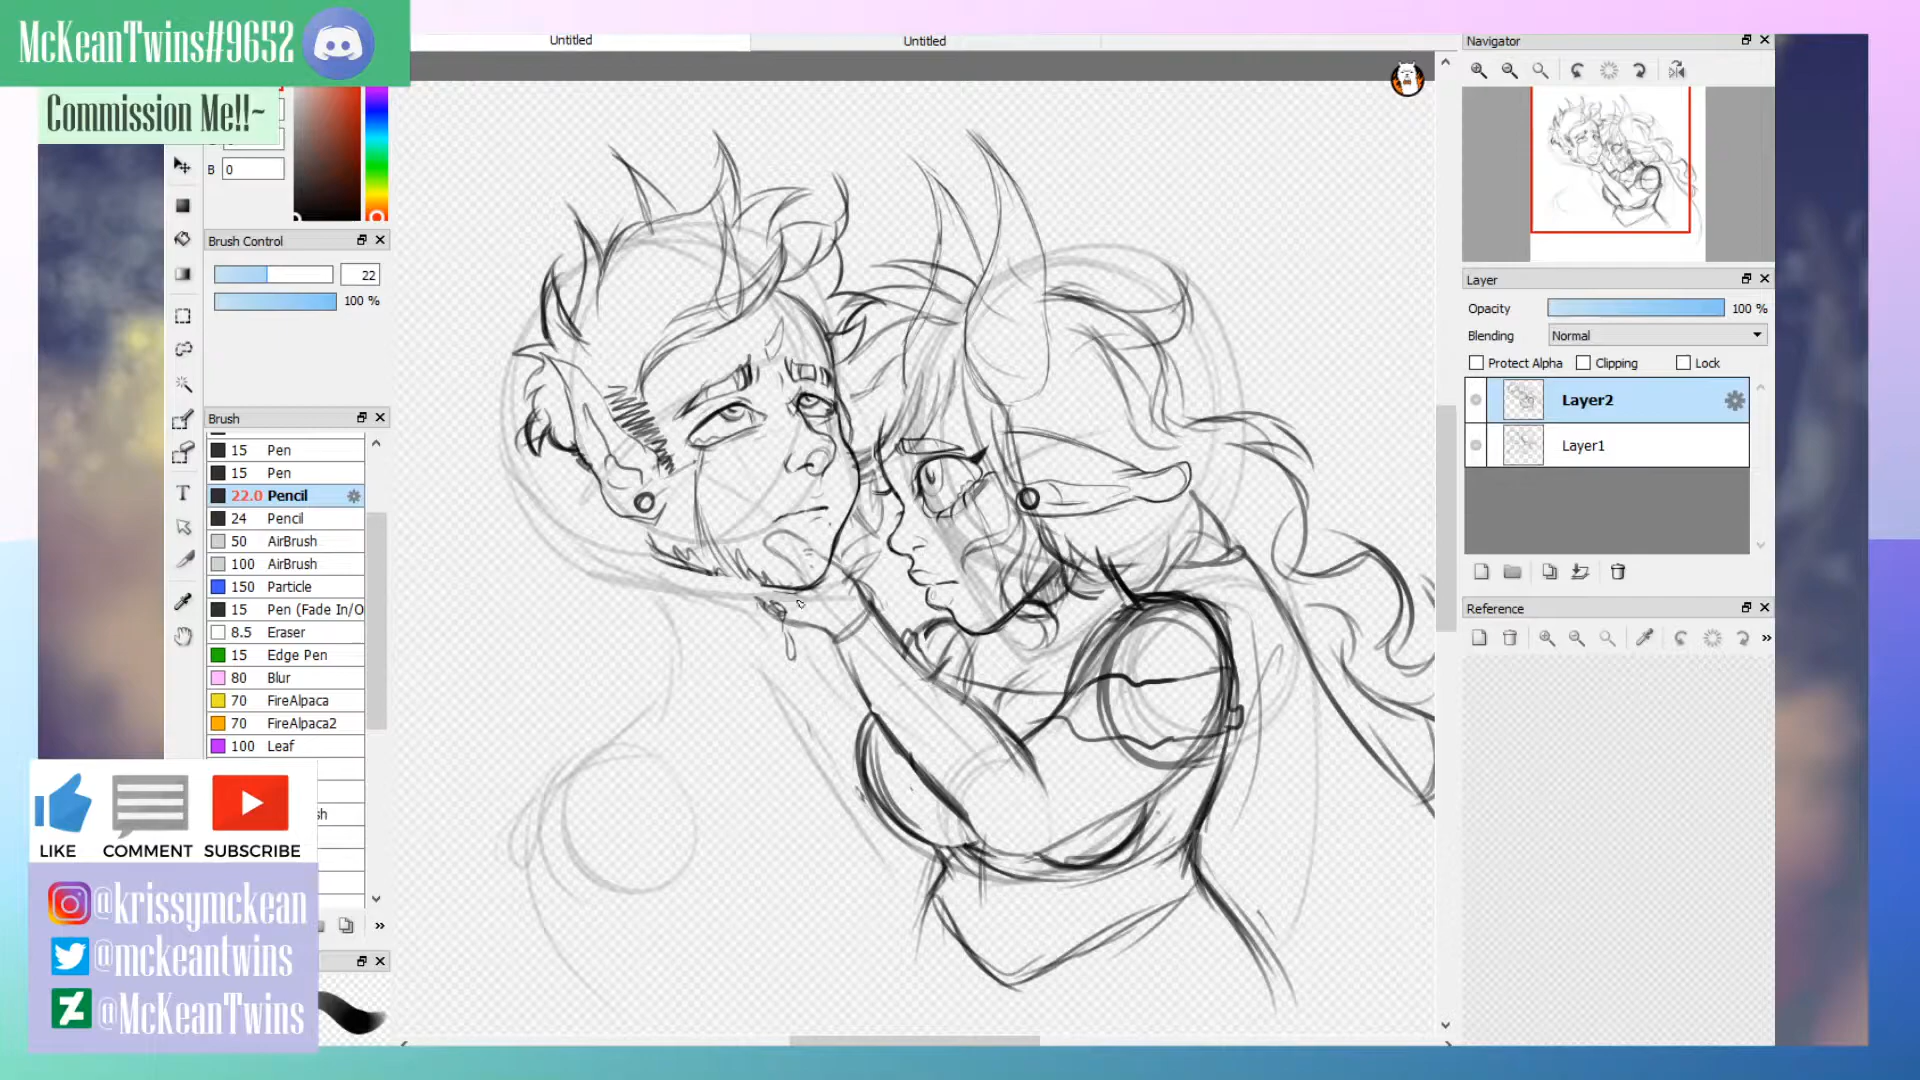 McKeanTwins#9652
Commission Me!!~
Untitled
Untitled
B 0
Brush Control
22
100 %
Brush
15 Pen
15 Pen
22.0 Pencil
24 Pencil
50 AirBrush
100 AirBrush
150 Particle
15 Pen (Fade In/O
8.5 Eraser
15 Edge Pen
80 Blur
70 FireAlpaca
70 FireAlpaca2
100 Leaf
sh
LIKE COMMENT SUBSCRIBE
@krissymckean
@mckeantwins
@McKeanTwins
Navigator
Layer
Opacity 100 %
Blending Normal
Protect Alpha Clipping Lock
Layer2
Layer1
Reference